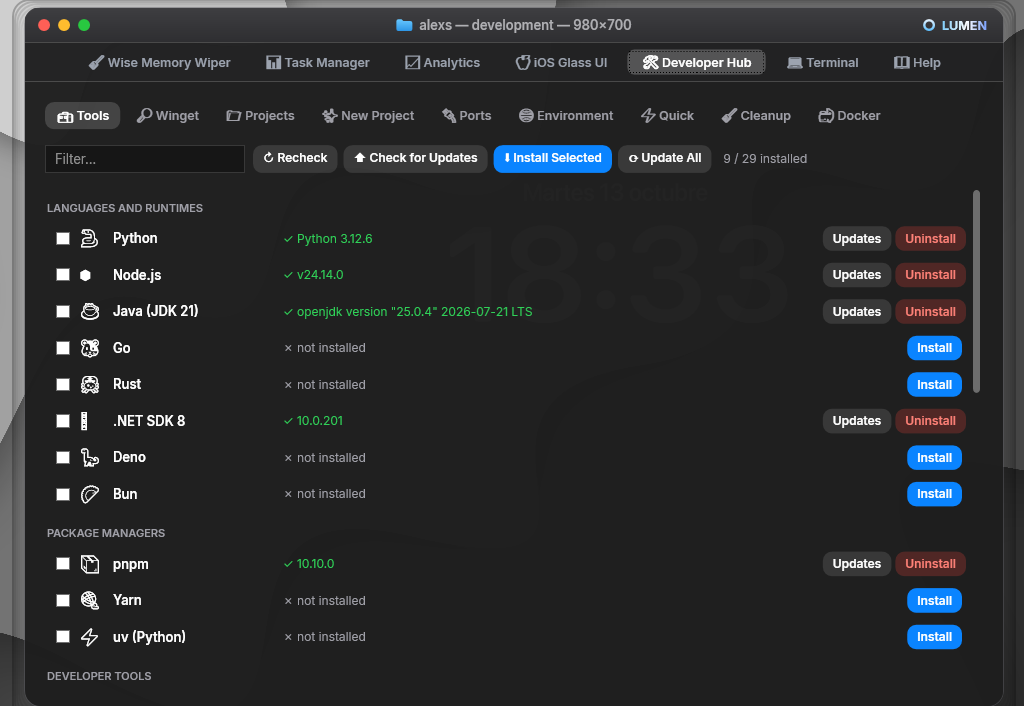 alexs — development — 980×700
LUMEN
Wise Memory Wiper
Task Manager
Analytics
iOS Glass UI
Developer Hub
Terminal
Help
Tools
Winget
Projects
New Project
Ports
Environment
Quick
Cleanup
Docker
Filter...
Recheck
Check for Updates
Install Selected
Update All
9 / 29 installed
Martes 13 octubre
18:33
LANGUAGES AND RUNTIMES
Python ✓ Python 3.12.6 Updates Uninstall
Node.js ✓ v24.14.0 Updates Uninstall
Java (JDK 21) ✓ openjdk version "25.0.4" 2026-07-21 LTS Updates Uninstall
Go × not installed Install
Rust × not installed Install
.NET SDK 8 ✓ 10.0.201 Updates Uninstall
Deno × not installed Install
Bun × not installed Install
PACKAGE MANAGERS
pnpm ✓ 10.10.0 Updates Uninstall
Yarn × not installed Install
uv (Python) × not installed Install
DEVELOPER TOOLS